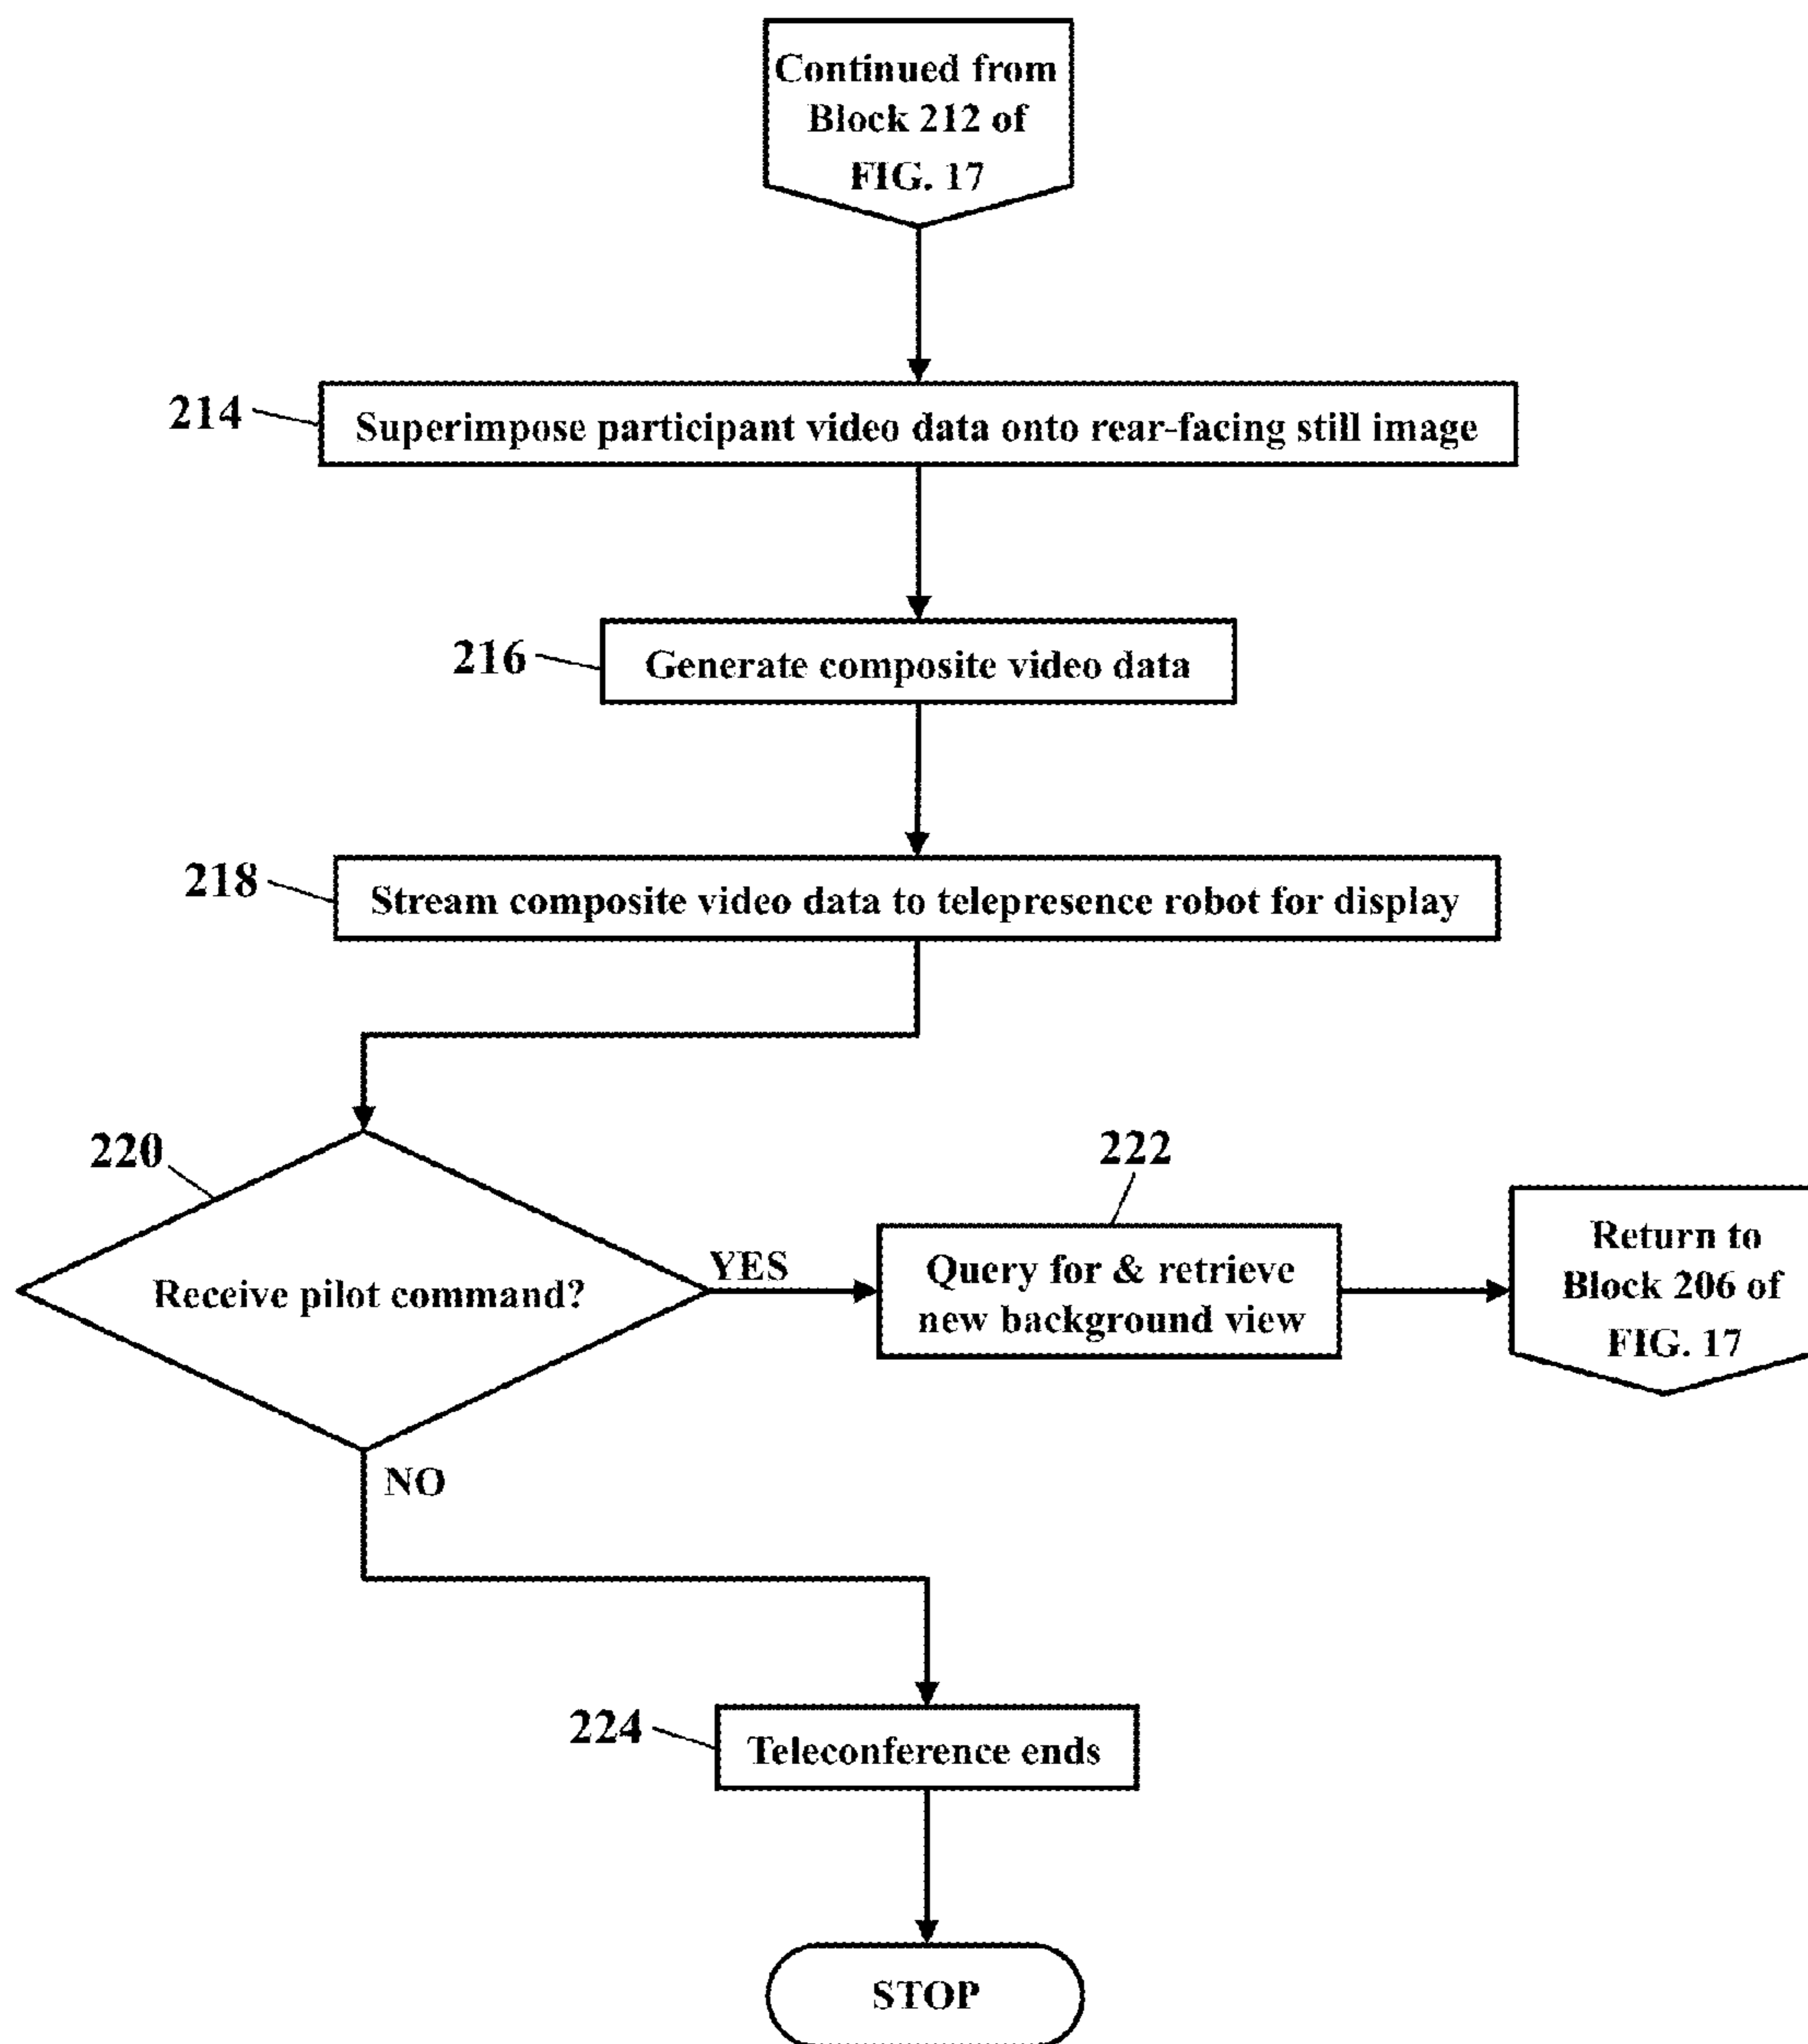 Continued from
Block 212 of
FIG. 17
214
Superimpose participant video data onto rear-facing still image
216
Generate composite video data
218
Stream composite video data to telepresence robot for display
220
Receive pilot command?
YES
222
Query for & retrieve
new background view
Return to
Block 206 of
FIG. 17
NO
224
Teleconference ends
STOP